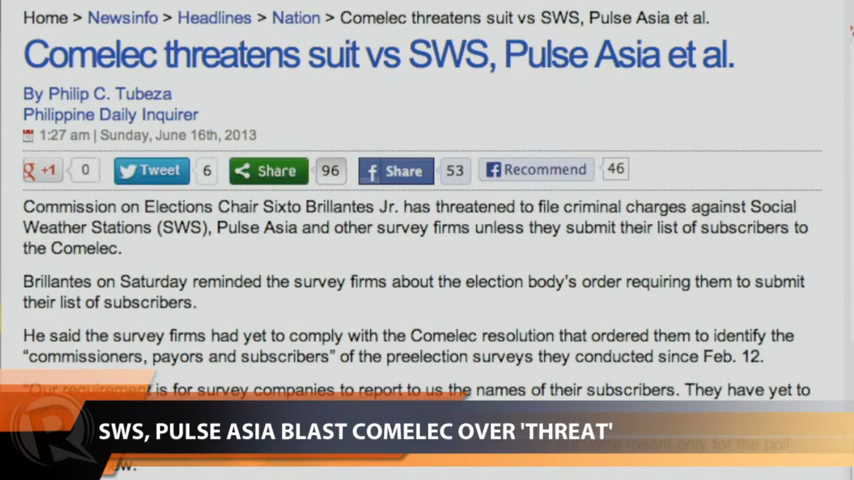 Home > Newsinfo > Headlines > Nation > Comelec threatens suit vs SWS, Pulse Asia et al.
Comelec threatens suit vs SWS, Pulse Asia et al.
By Philip C. Tubeza
Philippine Daily Inquirer
1:27 am | Sunday, June 16th, 2013
g +1 0 Tweet 6 Share 96 f Share 53 f Recommend 46
Commission on Elections Chair Sixto Brillantes Jr. has threatened to file criminal charges against Social
Weather Stations (SWS), Pulse Asia and other survey firms unless they submit their list of subscribers to
the Comelec.
Brillantes on Saturday reminded the survey firms about the election body's order requiring them to submit
their list of subscribers.
He said the survey firms had yet to comply with the Comelec resolution that ordered them to identify the
“commissioners, payors and subscribers” of the preelection surveys they conducted since Feb. 12.
“Our requirement is for survey companies to report to us the names of their subscribers. They have yet to
R
SWS, PULSE ASIA BLAST COMELEC OVER 'THREAT'
were meant only for the poll